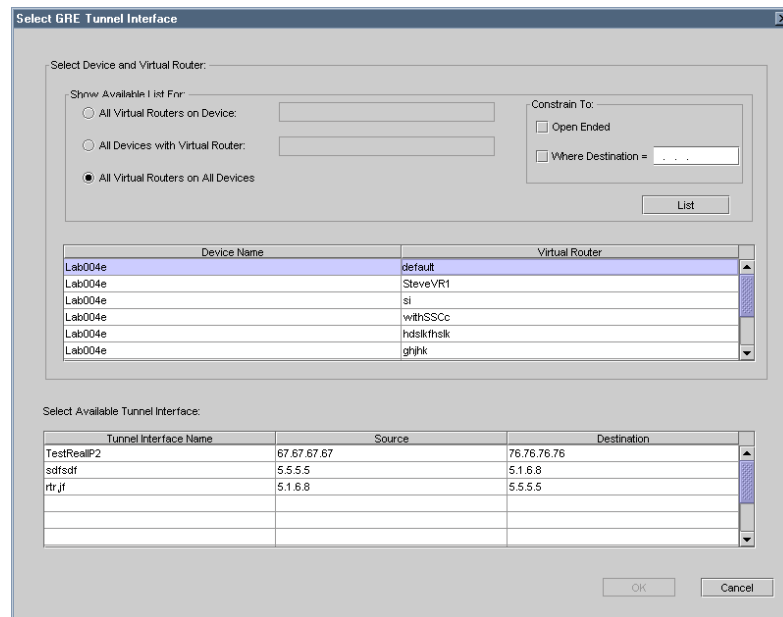 Select GRE Tunnel Interface
Select Device and Virtual Router:
Show Available List For:
All Virtual Routers on Device:
All Devices with Virtual Router:
All Virtual Routers on All Devices
Constrain To:
Open Ended
Where Destination = . . .
List
Device Name Virtual Router
Lab004e default
Lab004e SteveVR1
Lab004e si
Lab004e withSSCc
Lab004e hdslkfhslk
Lab004e ghjhk
Select Available Tunnel Interface:
Tunnel Interface Name Source Destination
TestRealIP2 67.67.67.67 76.76.76.76
sdfsdf 5.5.5.5 5.1.6.8
rtr,jf 5.1.6.8 5.5.5.5
OK Cancel